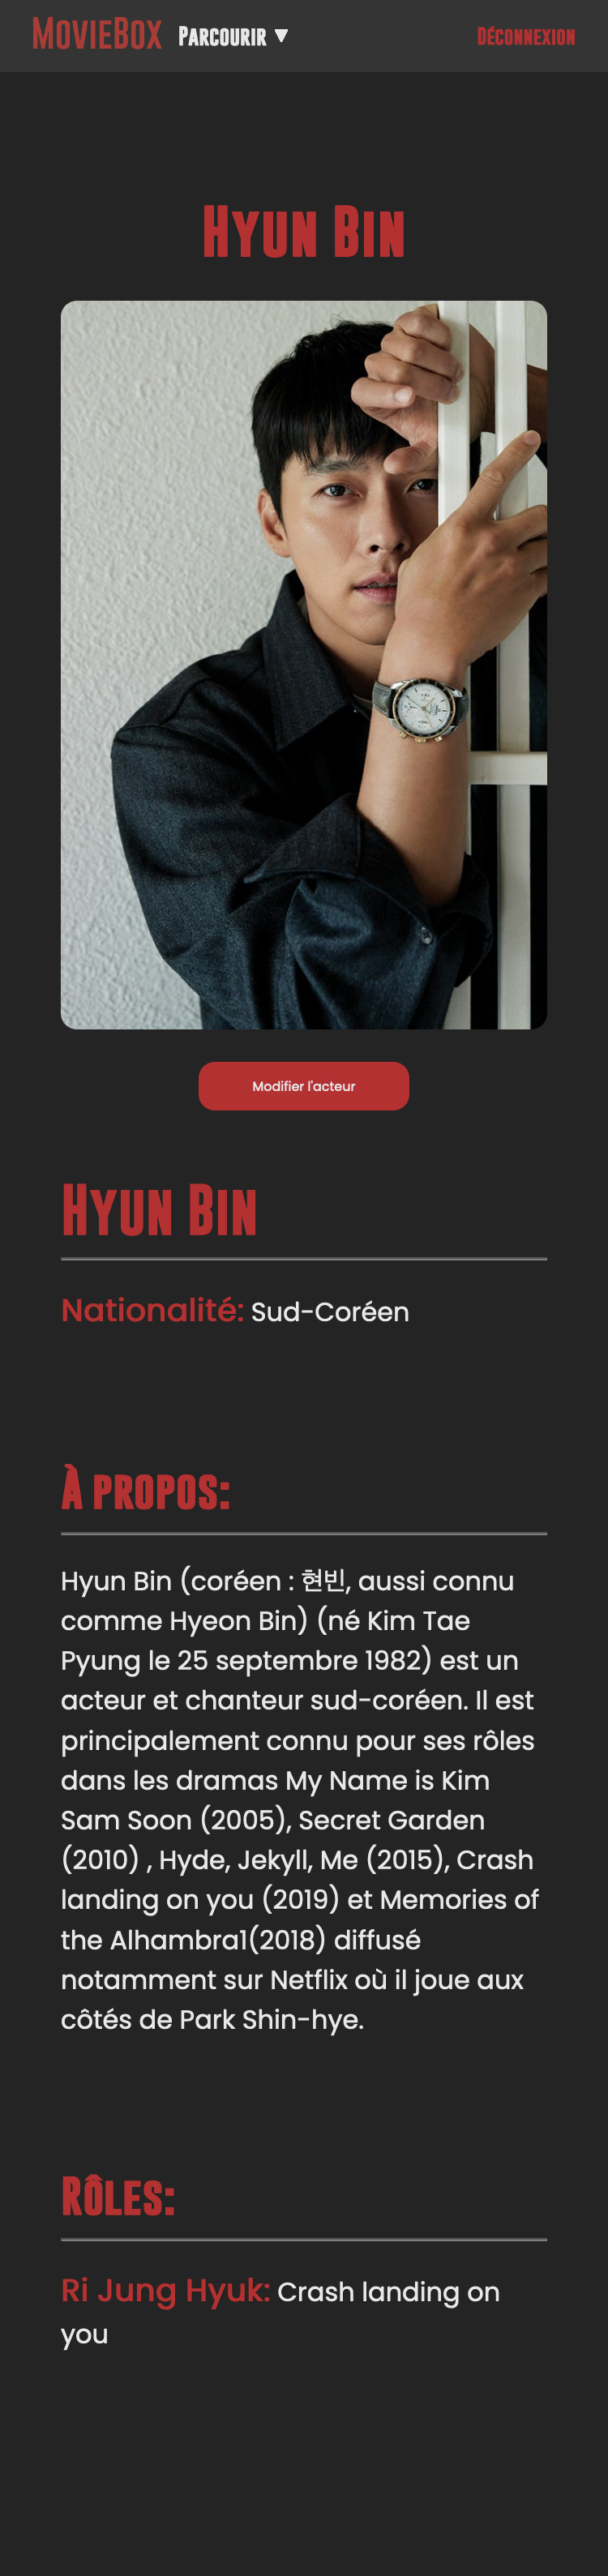 MovieBox Parcourir ▼ Déconnexion
Hyun Bin
Modifier l'acteur
Hyun Bin
Nationalité: Sud-Coréen
À propos:
Hyun Bin (coréen : 현빈, aussi connu
comme Hyeon Bin) (né Kim Tae
Pyung le 25 septembre 1982) est un
acteur et chanteur sud-coréen. Il est
principalement connu pour ses rôles
dans les dramas My Name is Kim
Sam Soon (2005), Secret Garden
(2010) , Hyde, Jekyll, Me (2015), Crash
landing on you (2019) et Memories of
the Alhambra1(2018) diffusé
notamment sur Netflix où il joue aux
côtés de Park Shin-hye.
Rôles:
Ri Jung Hyuk: Crash landing on
you